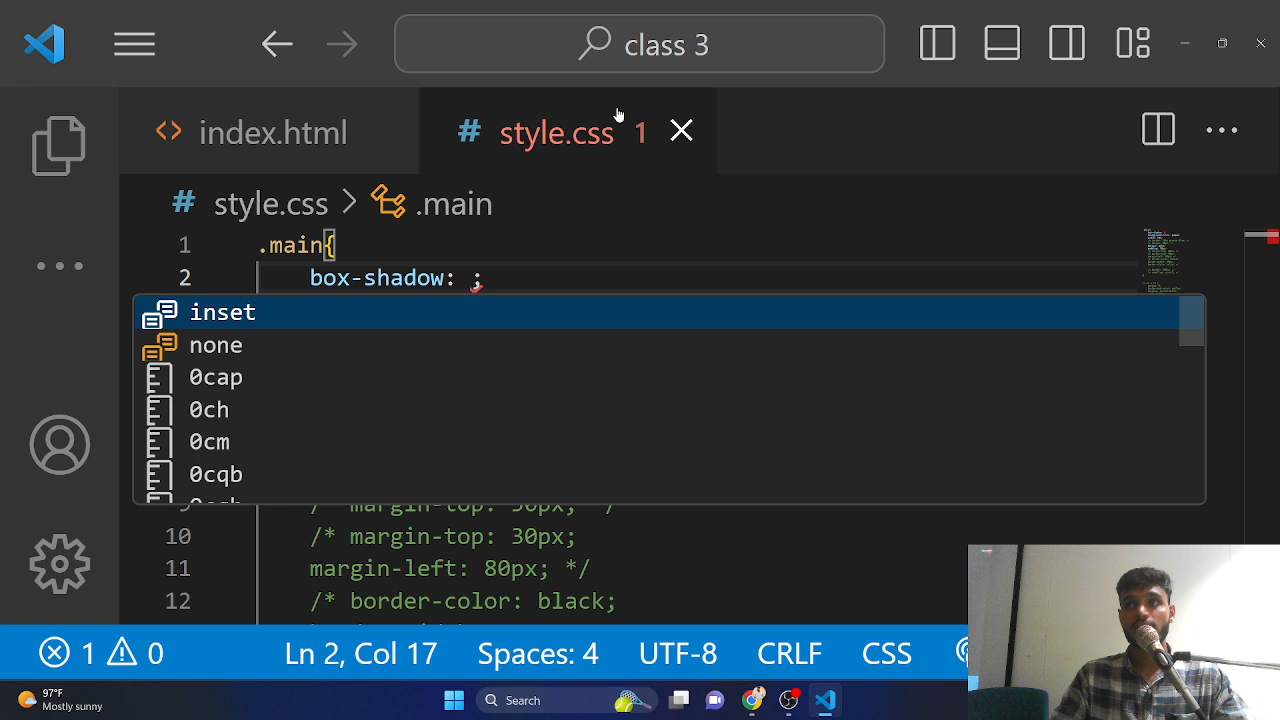 class 3
index.html
style.css 1
style.css > .main
1 .main{
2 box-shadow: ;
inset
none
0cap
0ch
0cm
0cqb
10 /* margin-top: 30px;
11 margin-left: 80px; */
12 /* border-color: black;
1 0 Ln 2, Col 17 Spaces: 4 UTF-8 CRLF CSS
97°F
Mostly sunny
Search